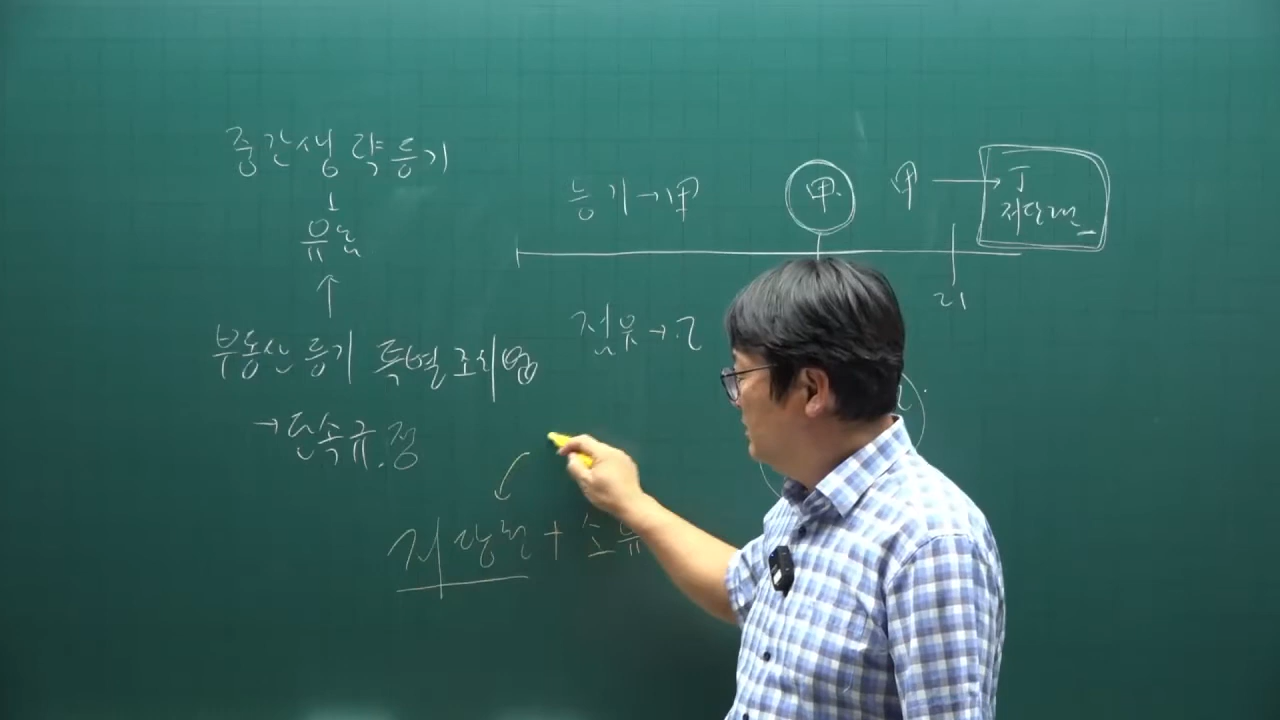 중간생략등기
유효
부동산등기 특별조치법
→ 단속규정
등기→甲
甲
甲 → 丁
저당권
21
점유→乙
저당권 + 소유